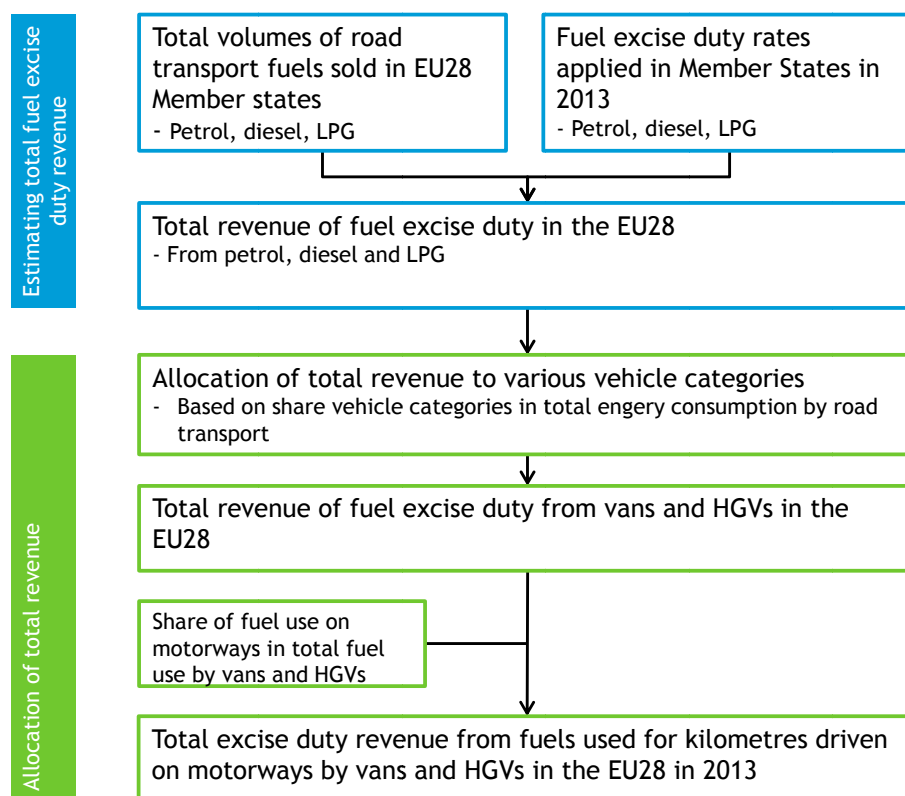 Estimating total fuel excise
duty revenue
Total volumes of road
transport fuels sold in EU28
Member states
- Petrol, diesel, LPG
Fuel excise duty rates
applied in Member States in
2013
- Petrol, diesel, LPG
Total revenue of fuel excise duty in the EU28
- From petrol, diesel and LPG
Allocation of total revenue
Allocation of total revenue to various vehicle categories
- Based on share vehicle categories in total engery consumption by road
transport
Total revenue of fuel excise duty from vans and HGVs in the
EU28
Share of fuel use on
motorways in total fuel
use by vans and HGVs
Total excise duty revenue from fuels used for kilometres driven
on motorways by vans and HGVs in the EU28 in 2013